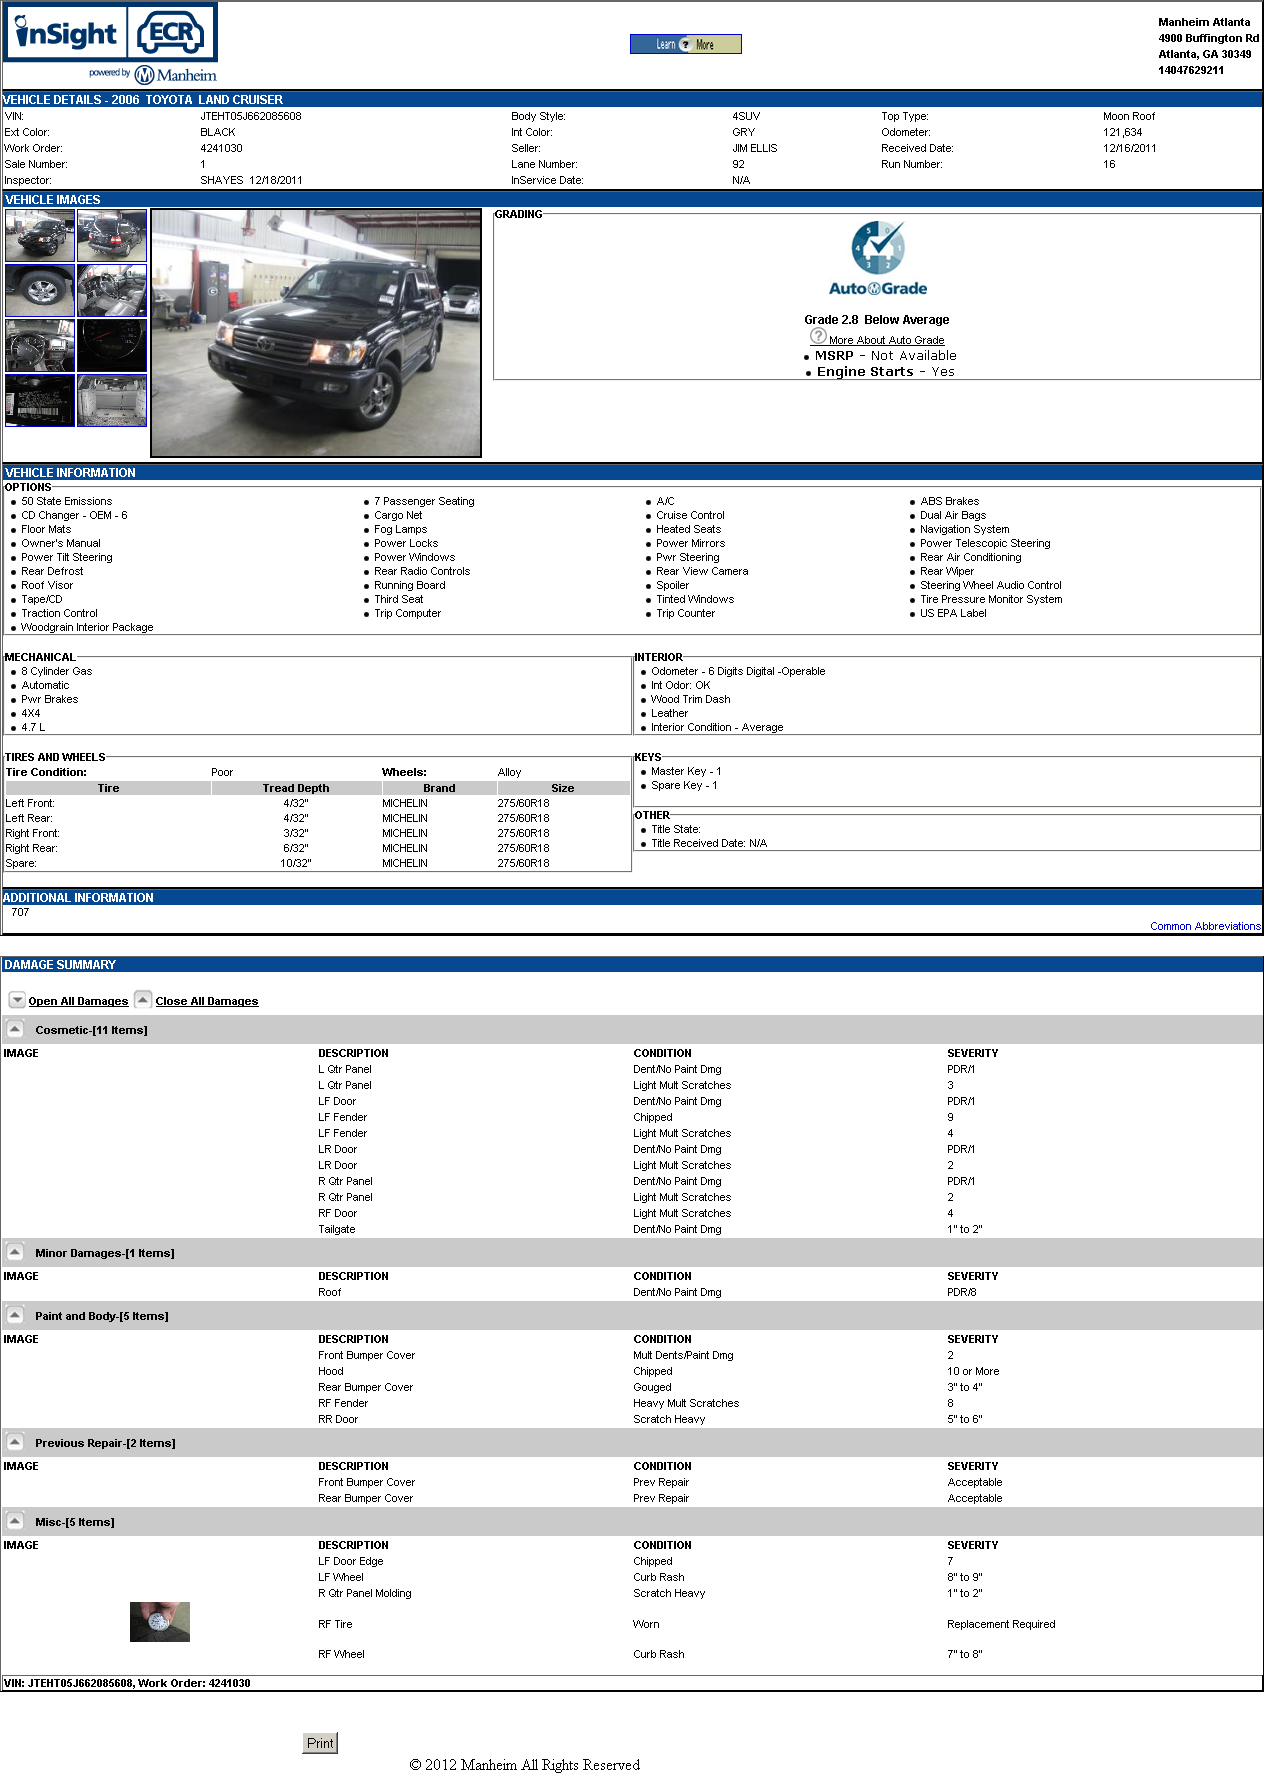 inSight ECR
powered by Manheim
Learn ? More
Manheim Atlanta
4900 Buffington Rd
Atlanta, GA 30349
14047629211
VEHICLE DETAILS - 2006 TOYOTA LAND CRUISER
VIN: JTEHT05J662085608 Body Style: 4SUV Top Type: Moon Roof
Ext Color: BLACK Int Color: GRY Odometer: 121,634
Work Order: 4241030 Seller: JIM ELLIS Received Date: 12/16/2011
Sale Number: 1 Lane Number: 92 Run Number: 16
Inspector: SHAYES 12/18/2011 InService Date: N/A
VEHICLE IMAGES
GRADING
5 0 4 1 3 2
AutoGrade
Grade 2.8 Below Average
? More About Auto Grade
• MSRP - Not Available
• Engine Starts - Yes
VEHICLE INFORMATION
OPTIONS
• 50 State Emissions • 7 Passenger Seating • A/C • ABS Brakes
• CD Changer - OEM - 6 • Cargo Net • Cruise Control • Dual Air Bags
• Floor Mats • Fog Lamps • Heated Seats • Navigation System
• Owner's Manual • Power Locks • Power Mirrors • Power Telescopic Steering
• Power Tilt Steering • Power Windows • Pwr Steering • Rear Air Conditioning
• Rear Defrost • Rear Radio Controls • Rear View Camera • Rear Wiper
• Roof Visor • Running Board • Spoiler • Steering Wheel Audio Control
• Tape/CD • Third Seat • Tinted Windows • Tire Pressure Monitor System
• Traction Control • Trip Computer • Trip Counter • US EPA Label
• Woodgrain Interior Package
MECHANICAL
• 8 Cylinder Gas
• Automatic
• Pwr Brakes
• 4X4
• 4.7 L
INTERIOR
• Odometer - 6 Digits Digital -Operable
• Int Odor: OK
• Wood Trim Dash
• Leather
• Interior Condition - Average
TIRES AND WHEELS
Tire Condition: Poor Wheels: Alloy
Tire Tread Depth Brand Size
Left Front: 4/32" MICHELIN 275/60R18
Left Rear: 4/32" MICHELIN 275/60R18
Right Front: 3/32" MICHELIN 275/60R18
Right Rear: 6/32" MICHELIN 275/60R18
Spare: 10/32" MICHELIN 275/60R18
KEYS
• Master Key - 1
• Spare Key - 1
OTHER
• Title State:
• Title Received Date: N/A
ADDITIONAL INFORMATION
707
Common Abbreviations
DAMAGE SUMMARY
Open All Damages Close All Damages
Cosmetic-[11 Items]
IMAGE DESCRIPTION CONDITION SEVERITY
L Qtr Panel Dent/No Paint Dmg PDR/1
L Qtr Panel Light Mult Scratches 3
LF Door Dent/No Paint Dmg PDR/1
LF Fender Chipped 9
LF Fender Light Mult Scratches 4
LR Door Dent/No Paint Dmg PDR/1
LR Door Light Mult Scratches 2
R Qtr Panel Dent/No Paint Dmg PDR/1
R Qtr Panel Light Mult Scratches 2
RF Door Light Mult Scratches 4
Tailgate Dent/No Paint Dmg 1" to 2"
Minor Damages-[1 Items]
IMAGE DESCRIPTION CONDITION SEVERITY
Roof Dent/No Paint Dmg PDR/8
Paint and Body-[5 Items]
IMAGE DESCRIPTION CONDITION SEVERITY
Front Bumper Cover Mult Dents/Paint Dmg 2
Hood Chipped 10 or More
Rear Bumper Cover Gouged 3" to 4"
RF Fender Heavy Mult Scratches 8
RR Door Scratch Heavy 5" to 6"
Previous Repair-[2 Items]
IMAGE DESCRIPTION CONDITION SEVERITY
Front Bumper Cover Prev Repair Acceptable
Rear Bumper Cover Prev Repair Acceptable
Misc-[5 Items]
IMAGE DESCRIPTION CONDITION SEVERITY
LF Door Edge Chipped 7
LF Wheel Curb Rash 8" to 9"
R Qtr Panel Molding Scratch Heavy 1" to 2"
RF Tire Worn Replacement Required
RF Wheel Curb Rash 7" to 8"
VIN: JTEHT05J662085608, Work Order: 4241030
Print
© 2012 Manheim All Rights Reserved